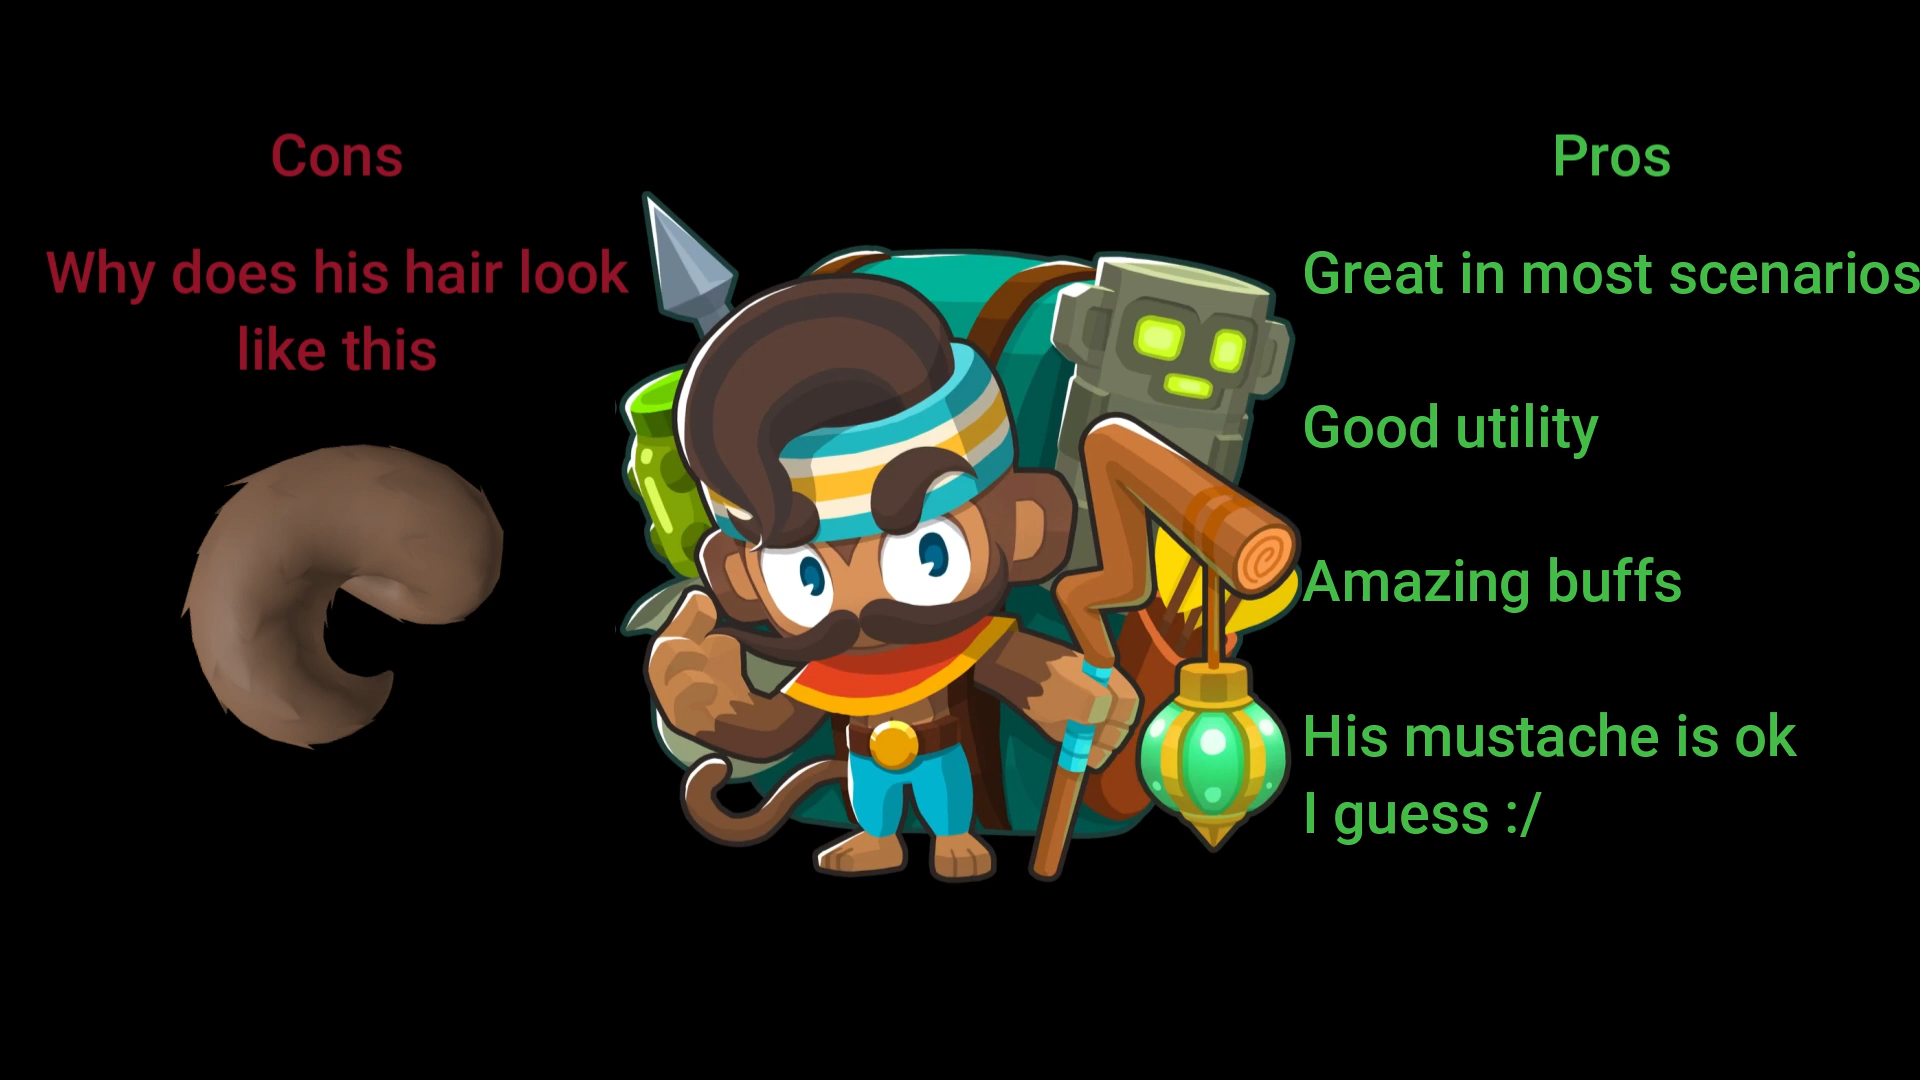 Cons
Why does his hair look
like this
Pros
Great in most scenarios
Good utility
Amazing buffs
His mustache is ok
I guess :/